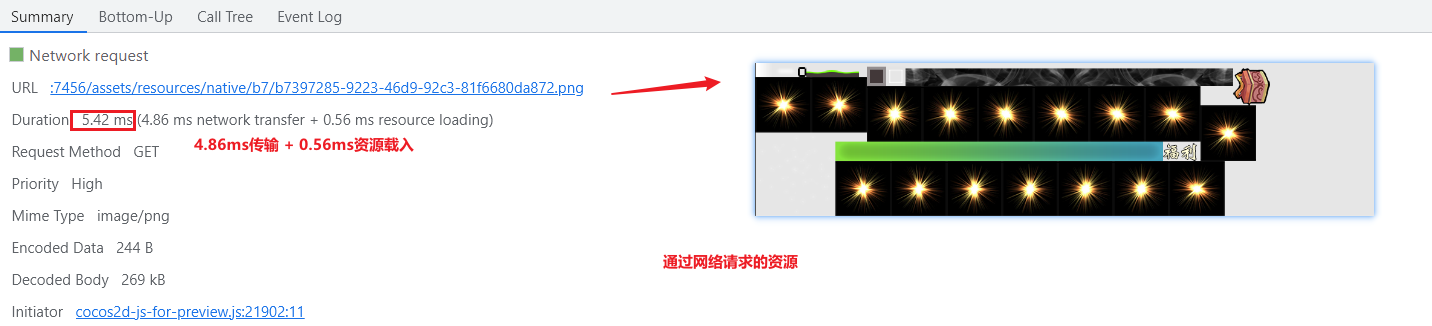 Summary Bottom-Up Call Tree Event Log
Network request
URL :7456/assets/resources/native/b7/b7397285-9223-46d9-92c3-81f6680da872.png
Duration 5.42 ms (4.86 ms network transfer + 0.56 ms resource loading)
4.86ms传输 + 0.56ms资源载入
Request Method GET
福利
Priority High
Mime Type image/png
Encoded Data 244 B
通过网络请求的资源
Decoded Body 269 kB
Initiator cocos2d-js-for-preview.js:21902:11